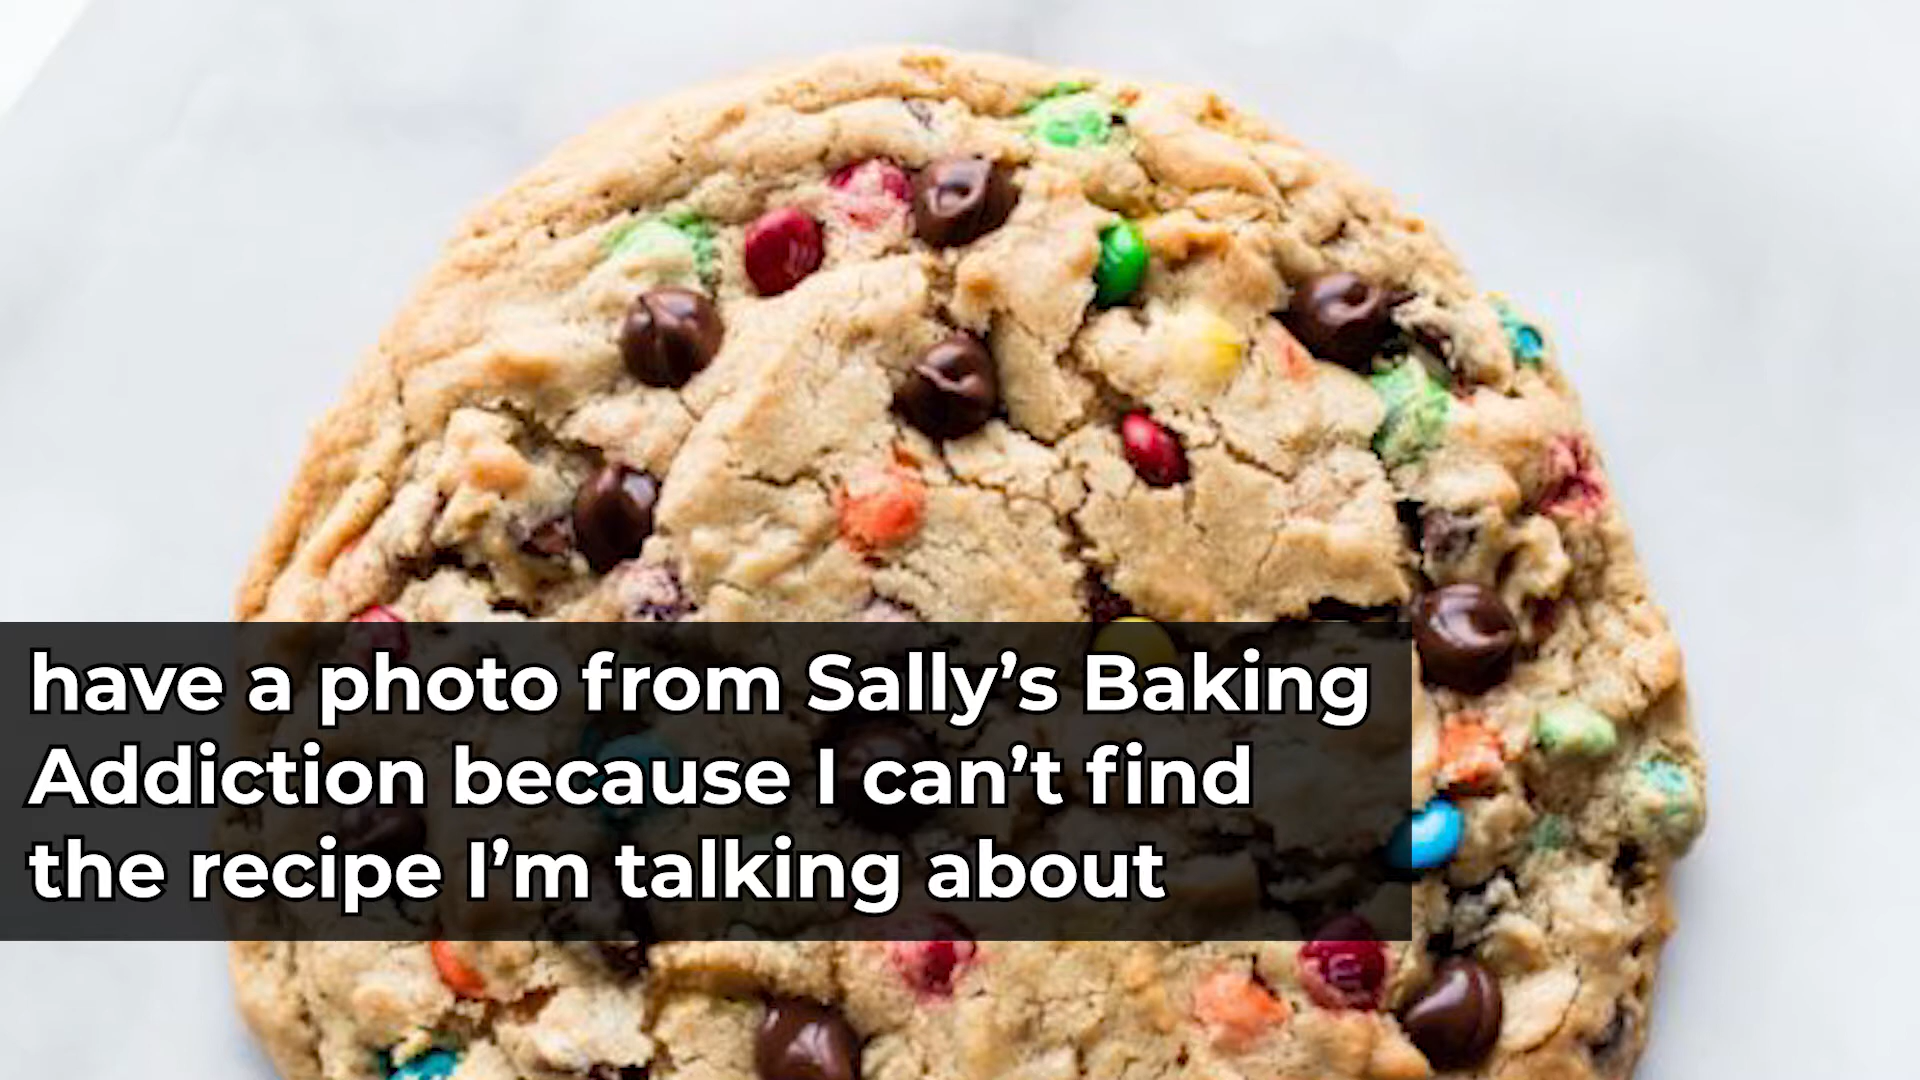 have a photo from Sally’s Baking
Addiction because I can’t find
the recipe I’m talking about